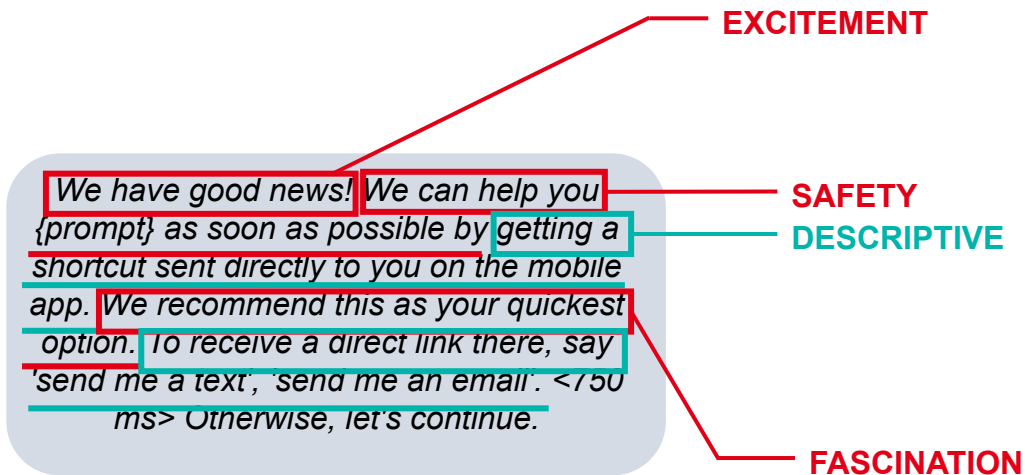 EXCITEMENT
We have good news! We can help you
{prompt} as soon as possible by getting a
shortcut sent directly to you on the mobile
app. We recommend this as your quickest
option. To receive a direct link there, say
'send me a text', 'send me an email'. <750
ms> Otherwise, let's continue.
SAFETY
DESCRIPTIVE
FASCINATION